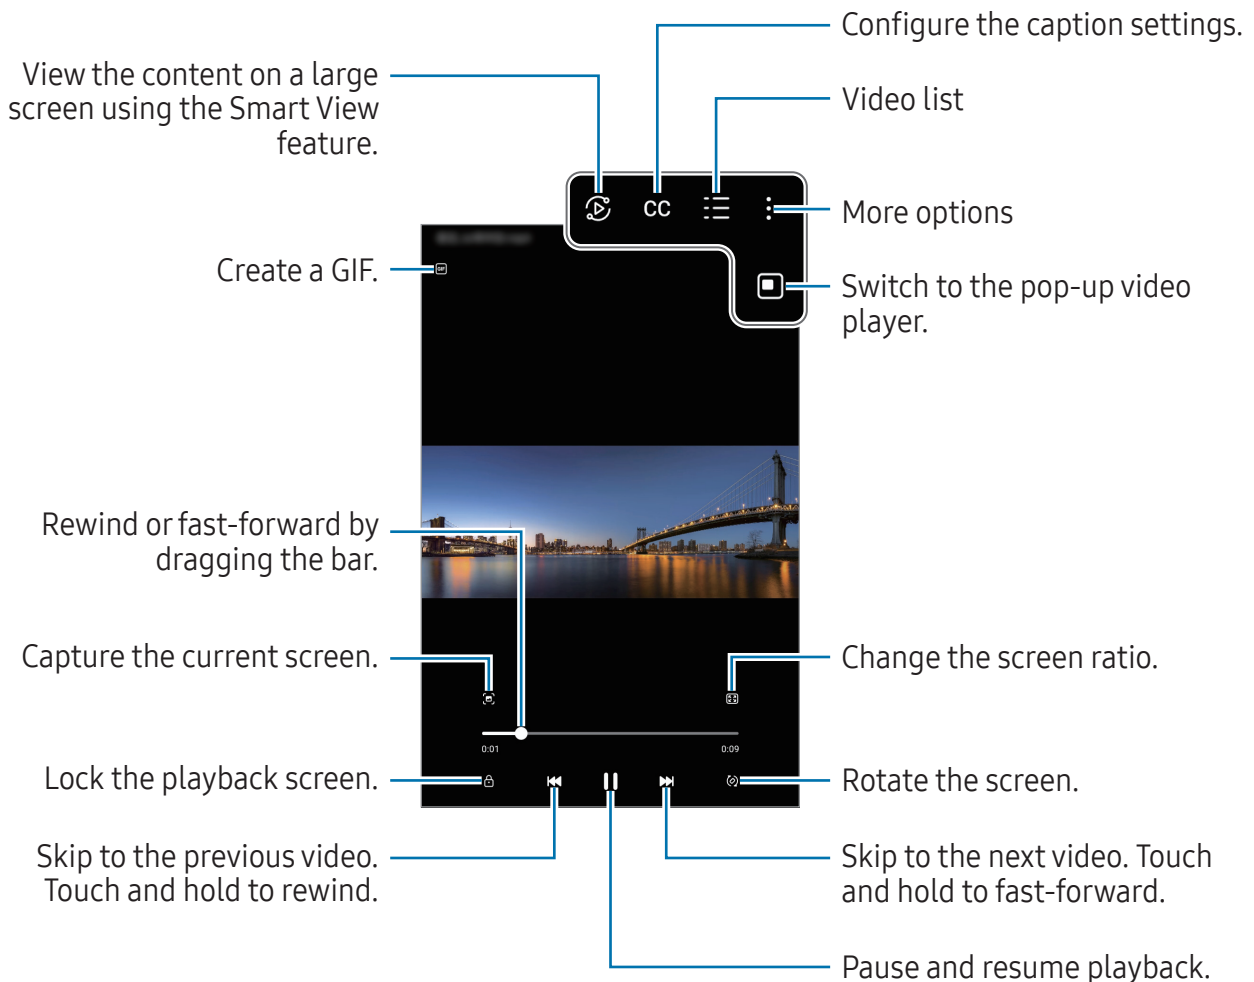 Configure the caption settings.
View the content on a large
screen using the Smart View
feature.
Video list
CC
More options
Create a GIF.
GIF
Switch to the pop-up video
player.
Rewind or fast-forward by
dragging the bar.
Capture the current screen.
Change the screen ratio.
0:01
0:09
Lock the playback screen.
Rotate the screen.
Skip to the previous video.
Touch and hold to rewind.
Skip to the next video. Touch
and hold to fast-forward.
Pause and resume playback.